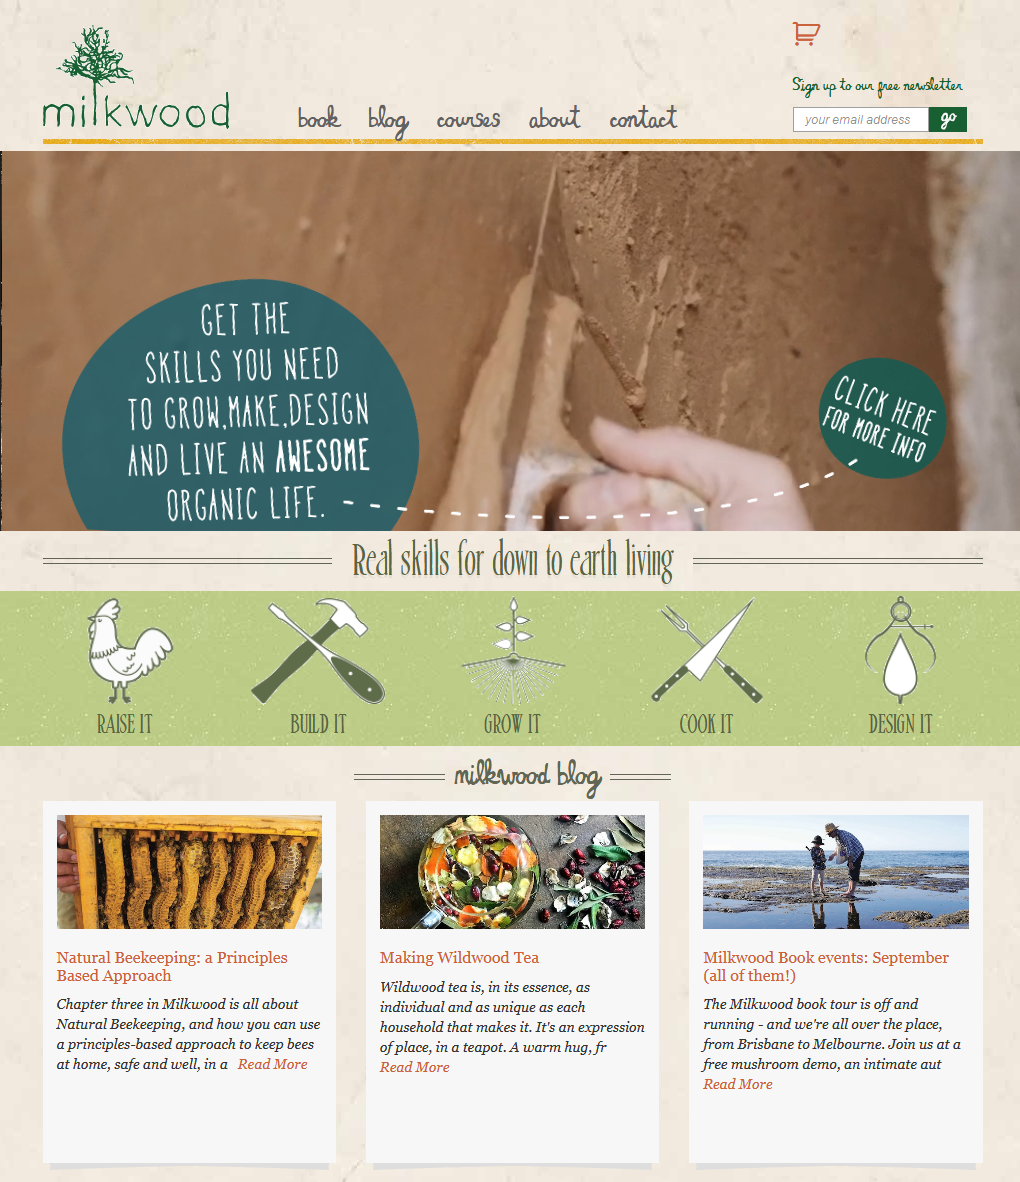 milkwood
book blog courses about contact
Sign up to our free newsletter
your email address go
GET THE
SKILLS YOU NEED
TO GROW,MAKE,DESIGN
AND LIVE AN AWESOME
ORGANIC LIFE.
CLICK HERE
FOR MORE INFO
Real skills for down to earth living
RAISE IT BUILD IT GROW IT COOK IT DESIGN IT
milkwood blog
Natural Beekeeping: a Principles
Based Approach
Chapter three in Milkwood is all about
Natural Beekeeping, and how you can use
a principles-based approach to keep bees
at home, safe and well, in a Read More
Making Wildwood Tea
Wildwood tea is, in its essence, as
individual and as unique as each
household that makes it. It's an expression
of place, in a teapot. A warm hug, fr
Read More
Milkwood Book events: September
(all of them!)
The Milkwood book tour is off and
running - and we're all over the place,
from Brisbane to Melbourne. Join us at a
free mushroom demo, an intimate aut
Read More